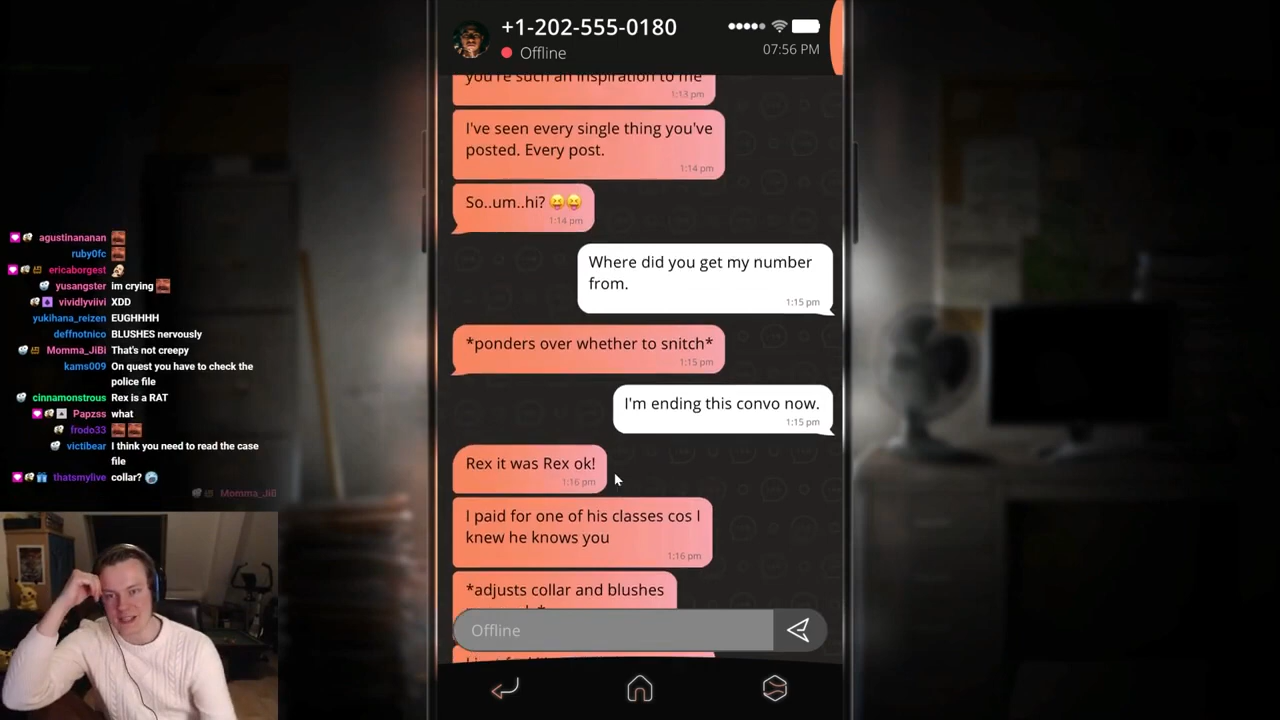 +1-202-555-0180
Offline
07:56 PM
you're such an inspiration to me
1:13 pm
I've seen every single thing you've
posted. Every post.
1:14 pm
So..um..hi? 😝😝
1:14 pm
Where did you get my number
from.
1:15 pm
*ponders over whether to snitch*
1:15 pm
I'm ending this convo now.
1:15 pm
Rex it was Rex ok!
1:16 pm
I paid for one of his classes cos I
knew he knows you
1:16 pm
*adjusts collar and blushes
Offline
agustinananan
ruby0fc
ericaborgest
yusangster im crying
vividlyviivi XDD
yukihana_reizen EUGHHHH
deffnotnico BLUSHES nervously
Momma_JiBi That's not creepy
kams009 On quest you have to check the
police file
cinnamonstrous Rex is a RAT
Papzss what
frodo33
victibear I think you need to read the case
file
thatsmylive collar?
Momma_JiB